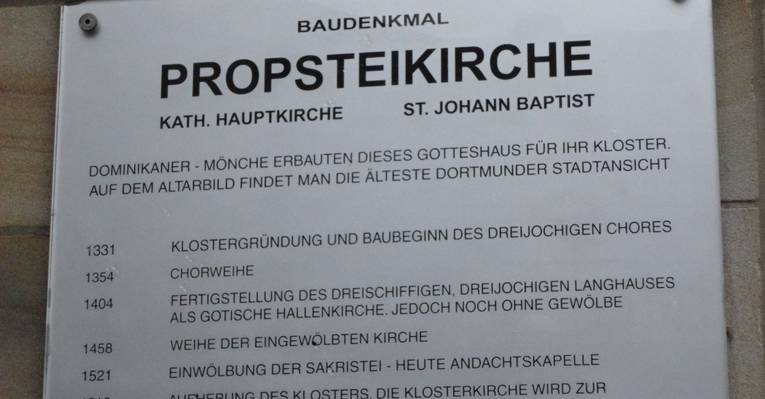 BAUDENKMAL
PROPSTEIKIRCHE
KATH. HAUPTKIRCHE ST. JOHANN BAPTIST
DOMINIKANER - MÖNCHE ERBAUTEN DIESES GOTTESHAUS FÜR IHR KLOSTER.
AUF DEM ALTARBILD FINDET MAN DIE ÄLTESTE DORTMUNDER STADTANSICHT
1331 KLOSTERGRÜNDUNG UND BAUBEGINN DES DREIJOCHIGEN CHORES
1354 CHORWEIHE
1404 FERTIGSTELLUNG DES DREISCHIFFIGEN, DREIJOCHIGEN LANGHAUSES
ALS GOTISCHE HALLENKIRCHE. JEDOCH NOCH OHNE GEWÖLBE
1458 WEIHE DER EINGEWÖLBTEN KIRCHE
1521 EINWÖLBUNG DER SAKRISTEI - HEUTE ANDACHTSKAPELLE
AUFHEBUNG DES KLOSTERS. DIE KLOSTERKIRCHE WIRD ZUR